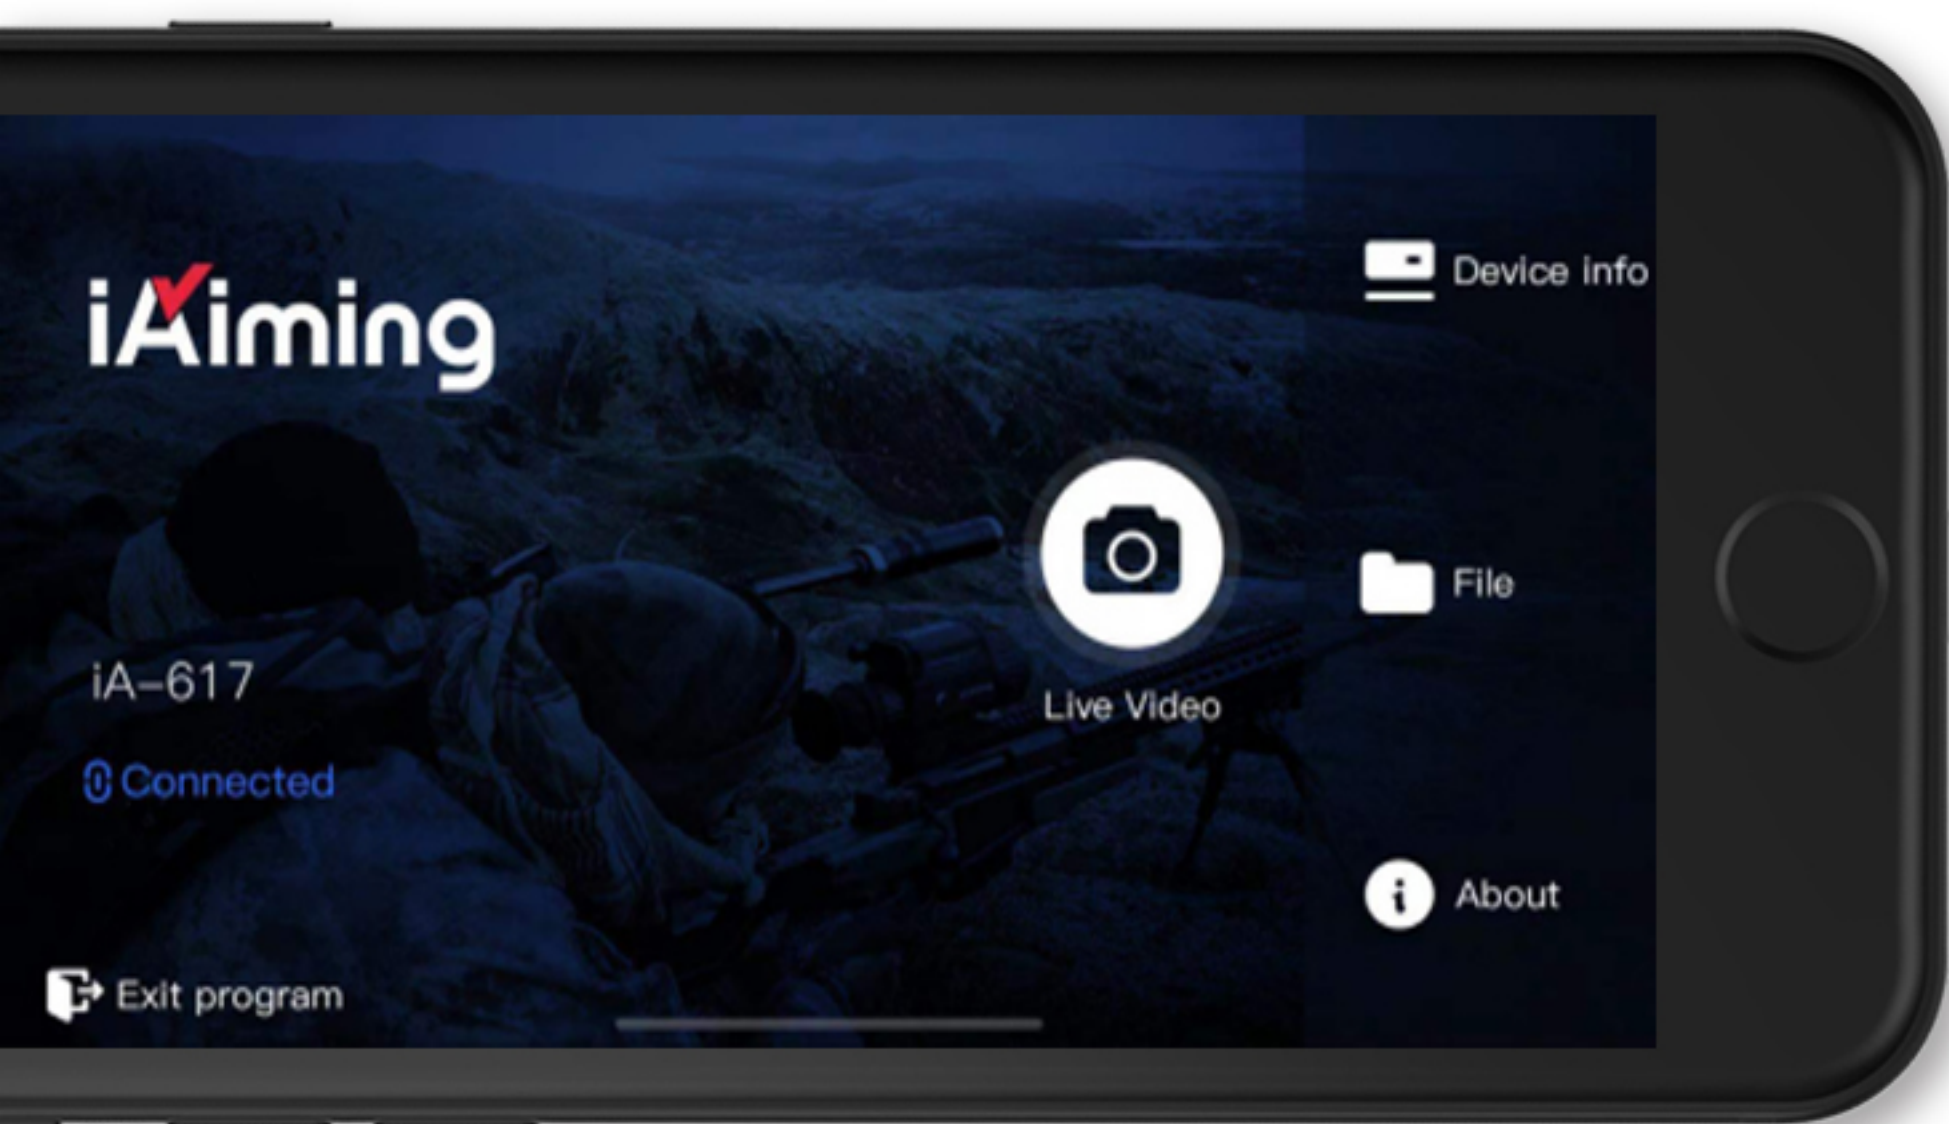 iAiming
Device info
File
iA-617
Live Video
Connected
About
Exit program